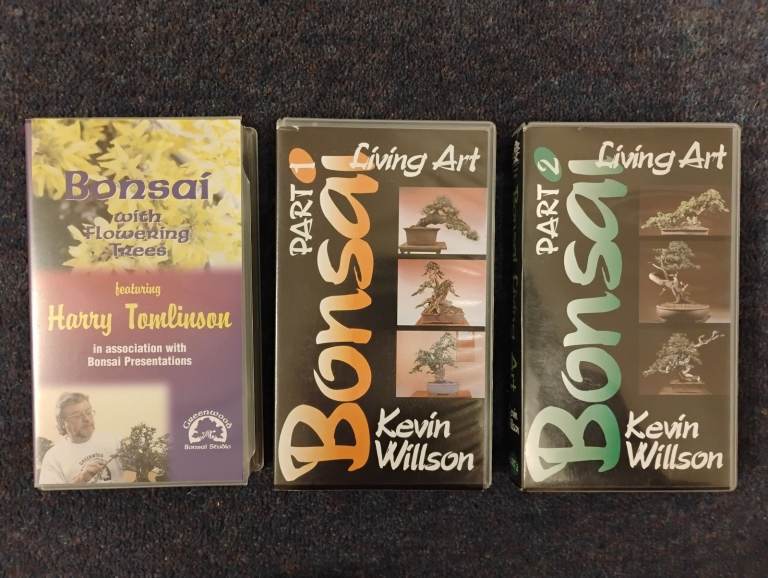 Bonsai
with
Flowering
Trees
featuring
Harry Tomlinson
in association with
Bonsai Presentations
Greenwood
Bonsai Studio
Living Art
PART 1
Bonsai
Kevin
Willson
Living Art
PART 2
Bonsai
Kevin
Willson